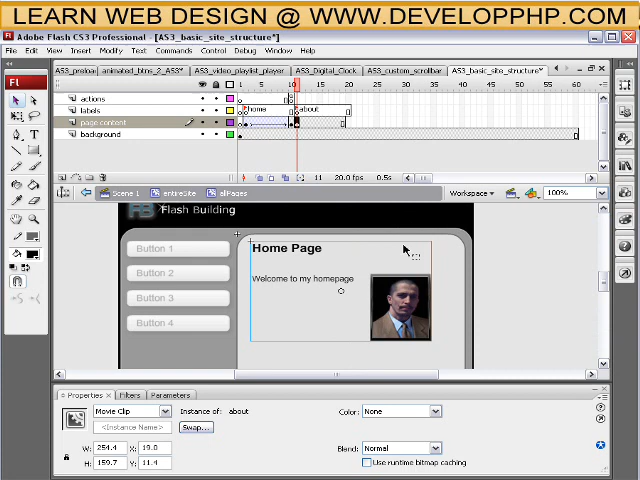 LEARN WEB DESIGN @ WWW.DEVELOPPHP.COM
Adobe Flash CS3 Professional - [AS3_basic_site_structure*]
File Edit View Insert Modify Text Commands Control Debug Window Help
AS3_preload animated_btns_2_AS3* AS3_video_playlist_player AS3_Digital_Clock AS3_custom_scrollbar AS3_basic_site_structure*
1 5 10 15 20 25 30 35 40 45 50 55 60
actions
labels home about
page content
background
11 20.0 fps 0.5s
Scene 1 entireSite allPages Workspace 100%
FB Flash Building
Button 1
Button 2
Button 3
Button 4
Home Page
Welcome to my homepage
Properties Filters Parameters
Movie Clip Instance of: about Color: None
<Instance Name> Swap...
W: 254.4 X: 19.0
H: 159.7 Y: 11.4
Blend: Normal
Use runtime bitmap caching